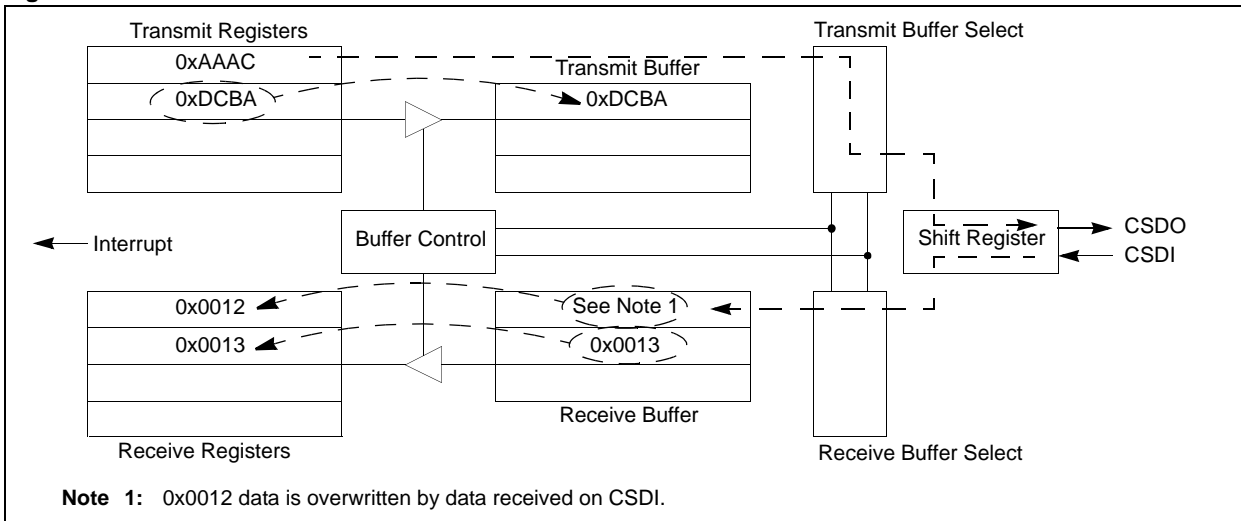 Transmit Registers
Transmit Buffer Select
0xAAAC
Transmit Buffer
0xDCBA
0xDCBA
Interrupt
Buffer Control
Shift Register
CSDO
CSDI
0x0012
See Note 1
0x0013
0x0013
Receive Buffer
Receive Registers
Receive Buffer Select
Note 1: 0x0012 data is overwritten by data received on CSDI.